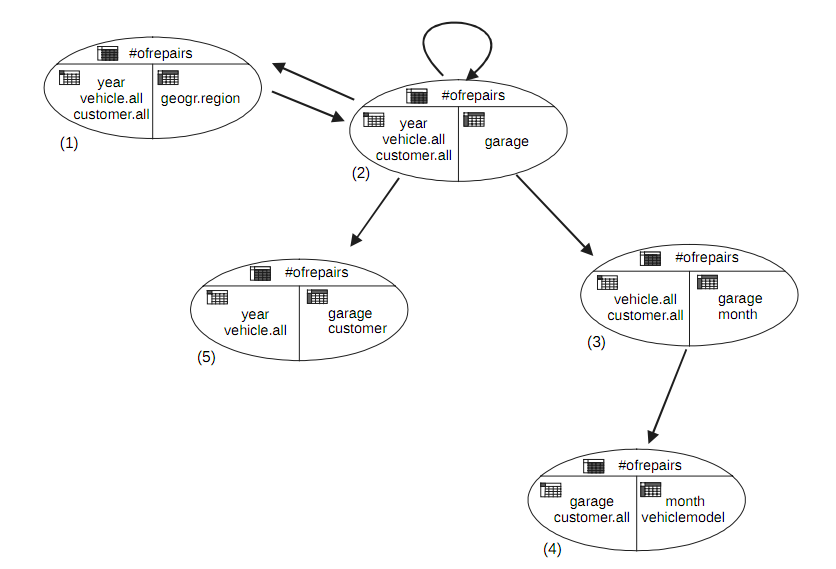 #ofrepairs
year
vehicle.all
customer.all
geogr.region
(1)
#ofrepairs
year
vehicle.all
customer.all
garage
(2)
#ofrepairs
vehicle.all
customer.all
garage
month
(3)
#ofrepairs
year
vehicle.all
garage
customer
(5)
#ofrepairs
garage
customer.all
month
vehiclemodel
(4)